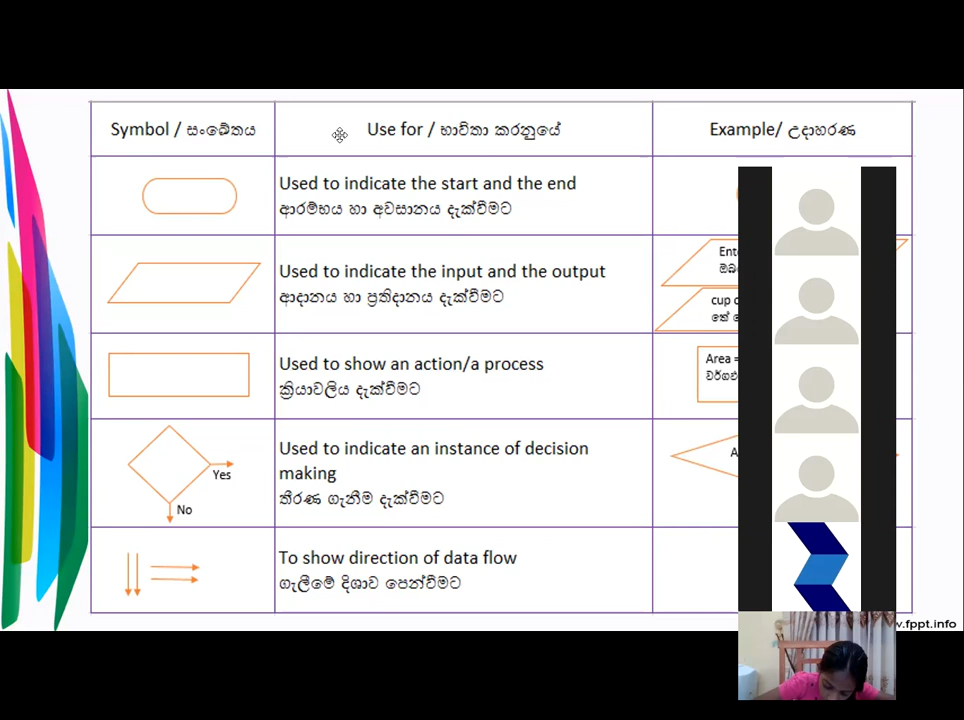 Symbol / සංඛේතය
Use for / භාවිතා කරනුයේ
Example/ උදාහරණ
Used to indicate the start and the end
ආරම්භය හා අවසානය දැක්වීමට
Used to indicate the input and the output
ආදානය හා ප්‍රතිදානය දැක්වීමට
cup
තේ
Used to show an action/a process
ක්‍රියාවලිය දැක්වීමට
Area =
Yes
No
Used to indicate an instance of decision
making
තීරණ ගැනීම දැක්වීමට
To show direction of data flow
ගැලීමේ දිශාව පෙන්වීමට
.fppt.info